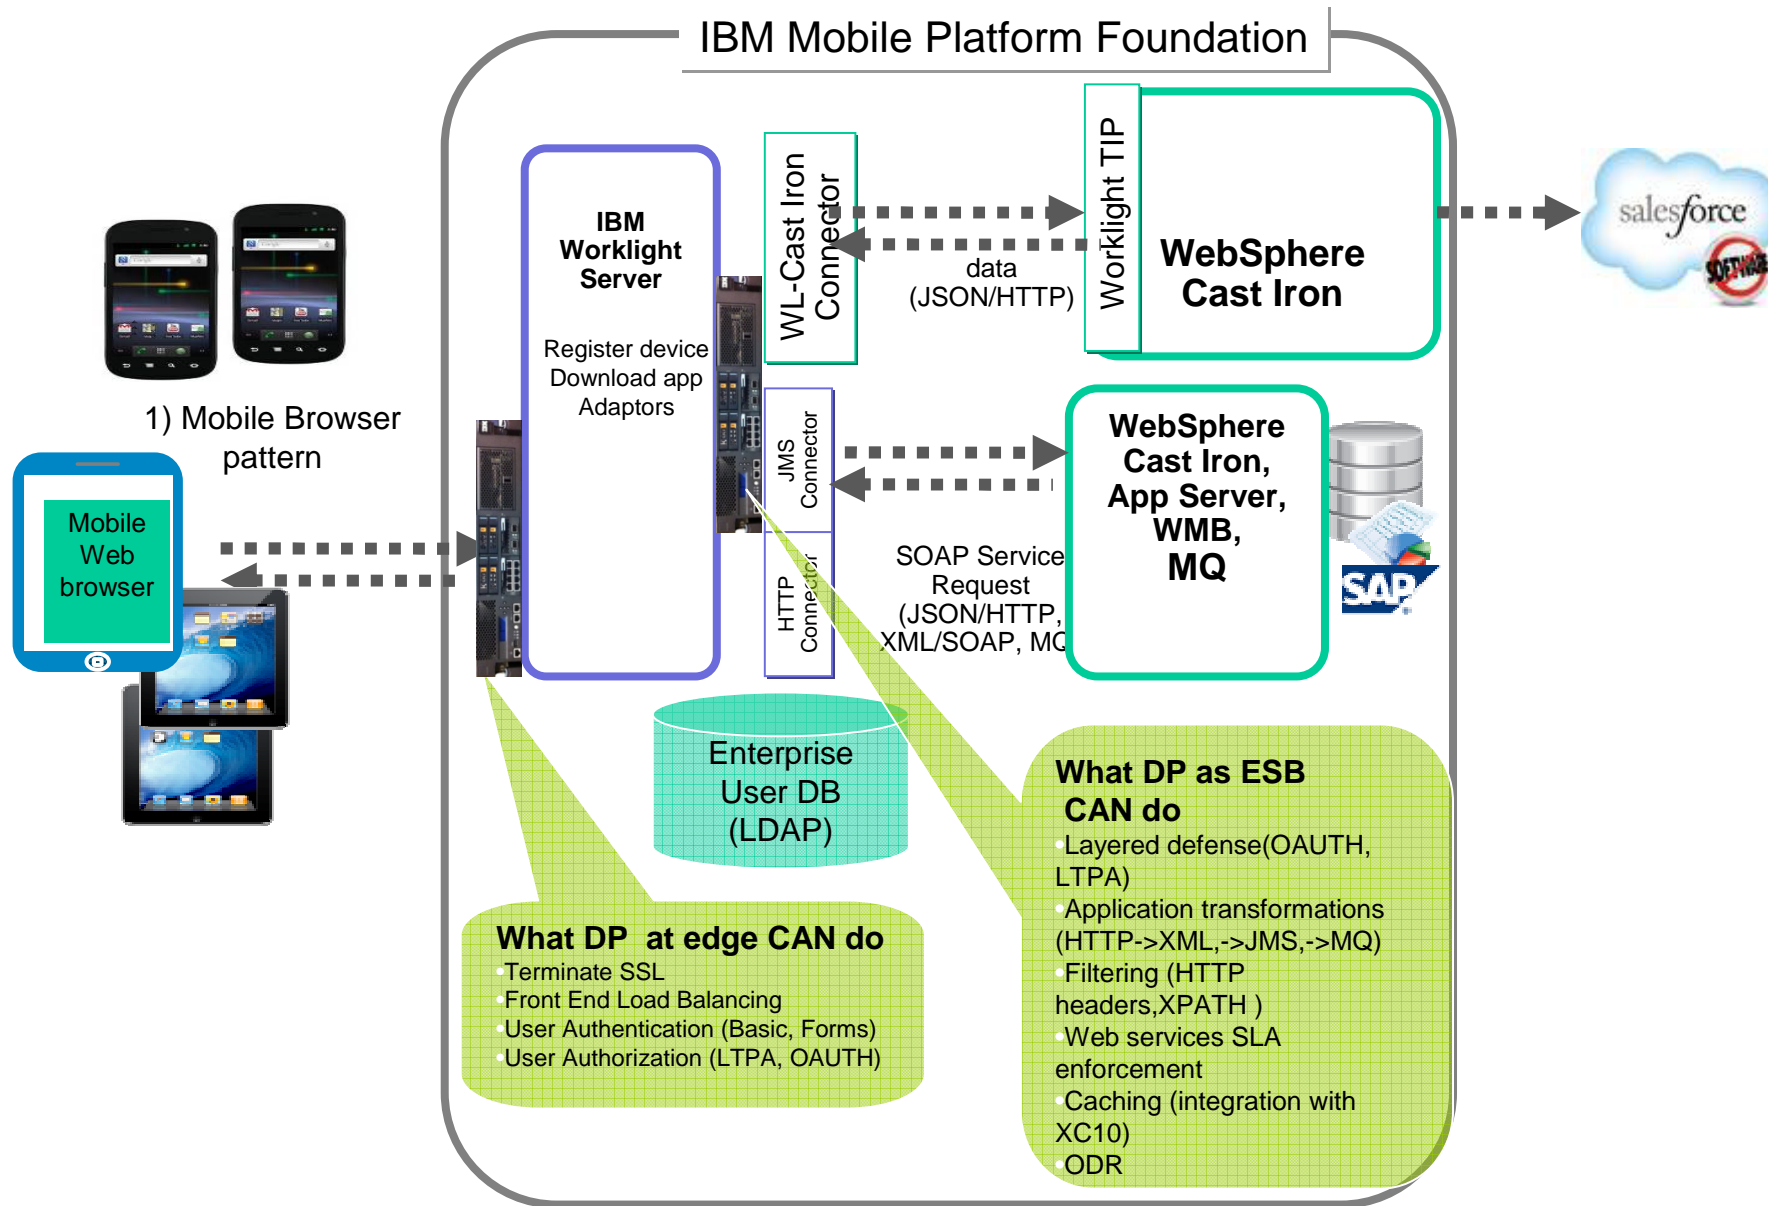 IBM Mobile Platform Foundation
1) Mobile Browser
pattern
Mobile
Web
browser
IBM
Worklight
Server
Register device
Download app
Adaptors
WL-Cast Iron
Connector
JMS
Connector
HTTP
Connector
data
(JSON/HTTP)
Worklight TIP
WebSphere
Cast Iron
salesforce
SOFTWARE
SOAP Service
Request
(JSON/HTTP,
XML/SOAP, MQ
WebSphere
Cast Iron,
App Server,
WMB,
MQ
SAP
Enterprise
User DB
(LDAP)
What DP  at edge CAN do
•Terminate SSL
•Front End Load Balancing
•User Authentication (Basic, Forms)
•User Authorization (LTPA, OAUTH)
What DP as ESB
CAN do
•Layered defense(OAUTH,
LTPA)
•Application transformations
(HTTP->XML,->JMS,->MQ)
•Filtering (HTTP
headers,XPATH )
•Web services SLA
enforcement
•Caching (integration with
XC10)
•ODR